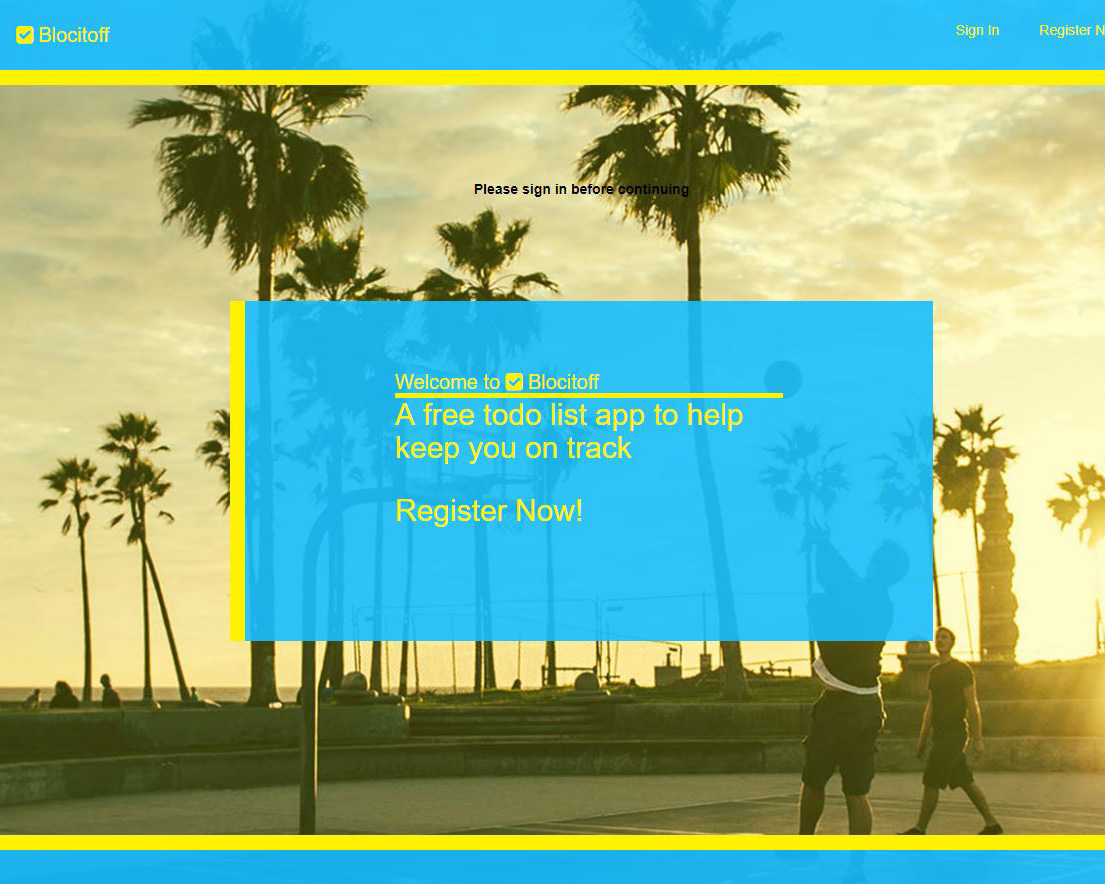 Blocitoff
Sign In
Register N
Please sign in before continuing
Welcome to Blocitoff
A free todo list app to help
keep you on track
Register Now!